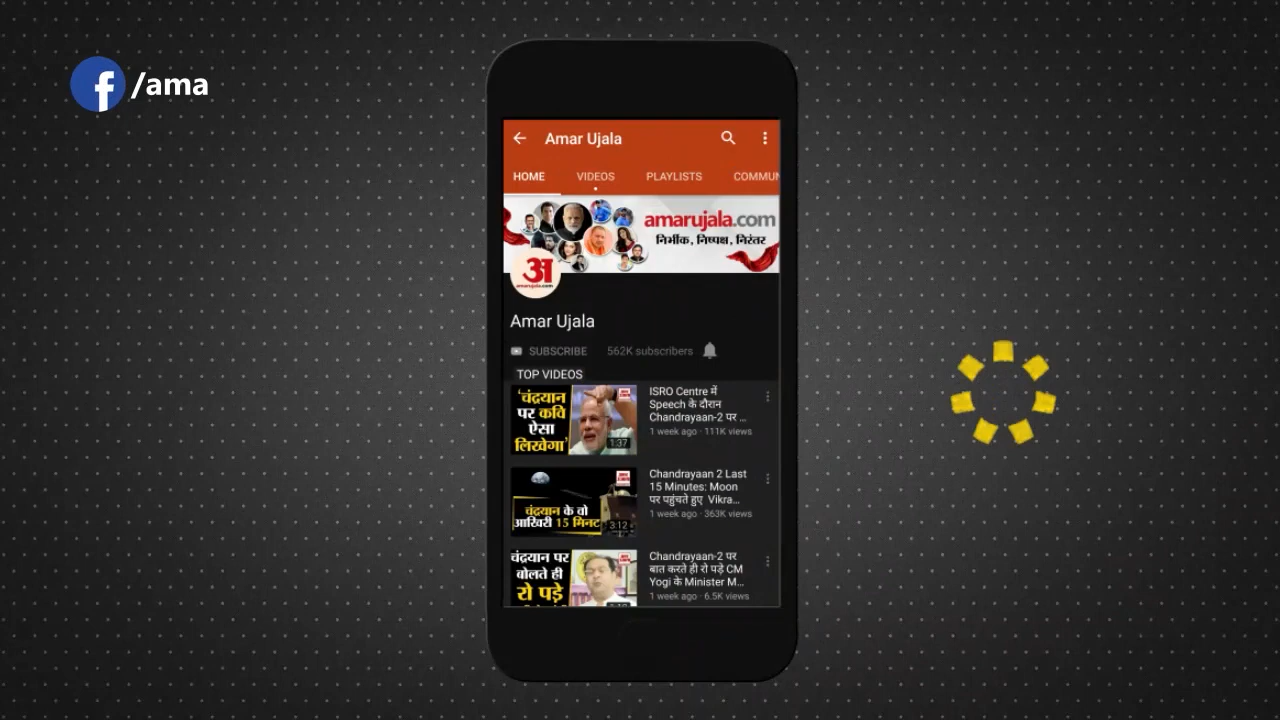 /ama
Amar Ujala
HOME VIDEOS PLAYLISTS COMMUN
amarujala.com
निर्भीक, निष्पक्ष, निरंतर
अ
amarujala.com
Amar Ujala
SUBSCRIBE 562K subscribers
TOP VIDEOS
'चंद्रयान
पर कवि
ऐसा
लिखेगा'
1:37
ISRO Centre में
Speech के दौरान
Chandrayaan-2 पर ...
1 week ago · 111K views
चंद्रयान के वो
आखिरी 15 मिनट
3:12
Chandrayaan 2 Last
15 Minutes: Moon
पर पहुंचते हुए Vikra...
1 week ago · 363K views
चंद्रयान पर
बोलते ही
रो पड़े
Chandrayaan-2 पर
बात करते ही रो पड़े CM
Yogi के Minister M...
1 week ago · 6.5K views